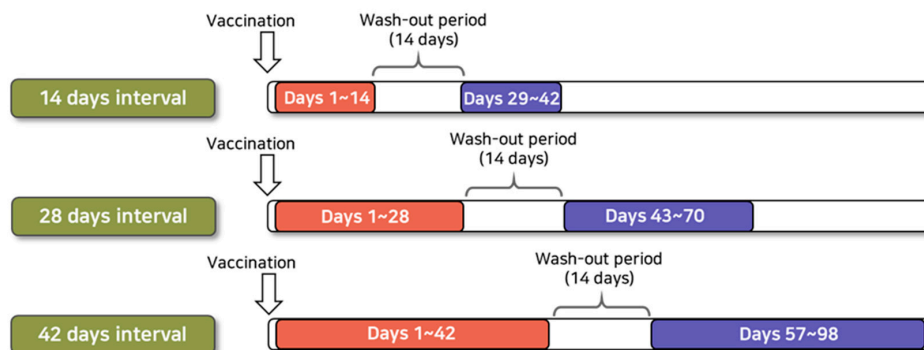 Vaccination
Wash-out period
(14 days)
14 days interval
Days 1~14
Days 29~42
Vaccination
Wash-out period
(14 days)
28 days interval
Days 1~28
Days 43~70
Vaccination
Wash-out period
(14 days)
42 days interval
Days 1~42
Days 57~98